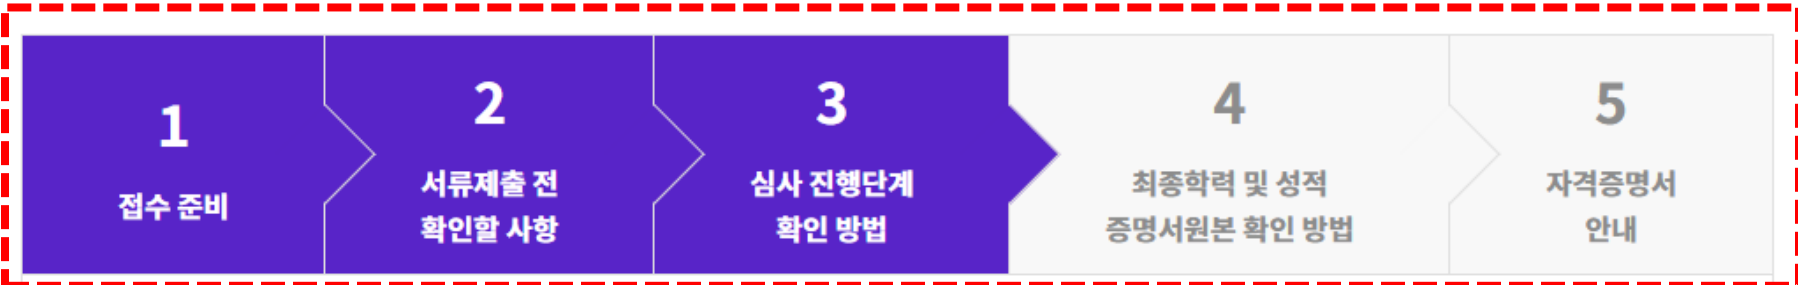 1
접수 준비
2
서류제출 전
확인할 사항
3
심사 진행단계
확인 방법
4
최종학력 및 성적
증명서원본 확인 방법
5
자격증명서
안내